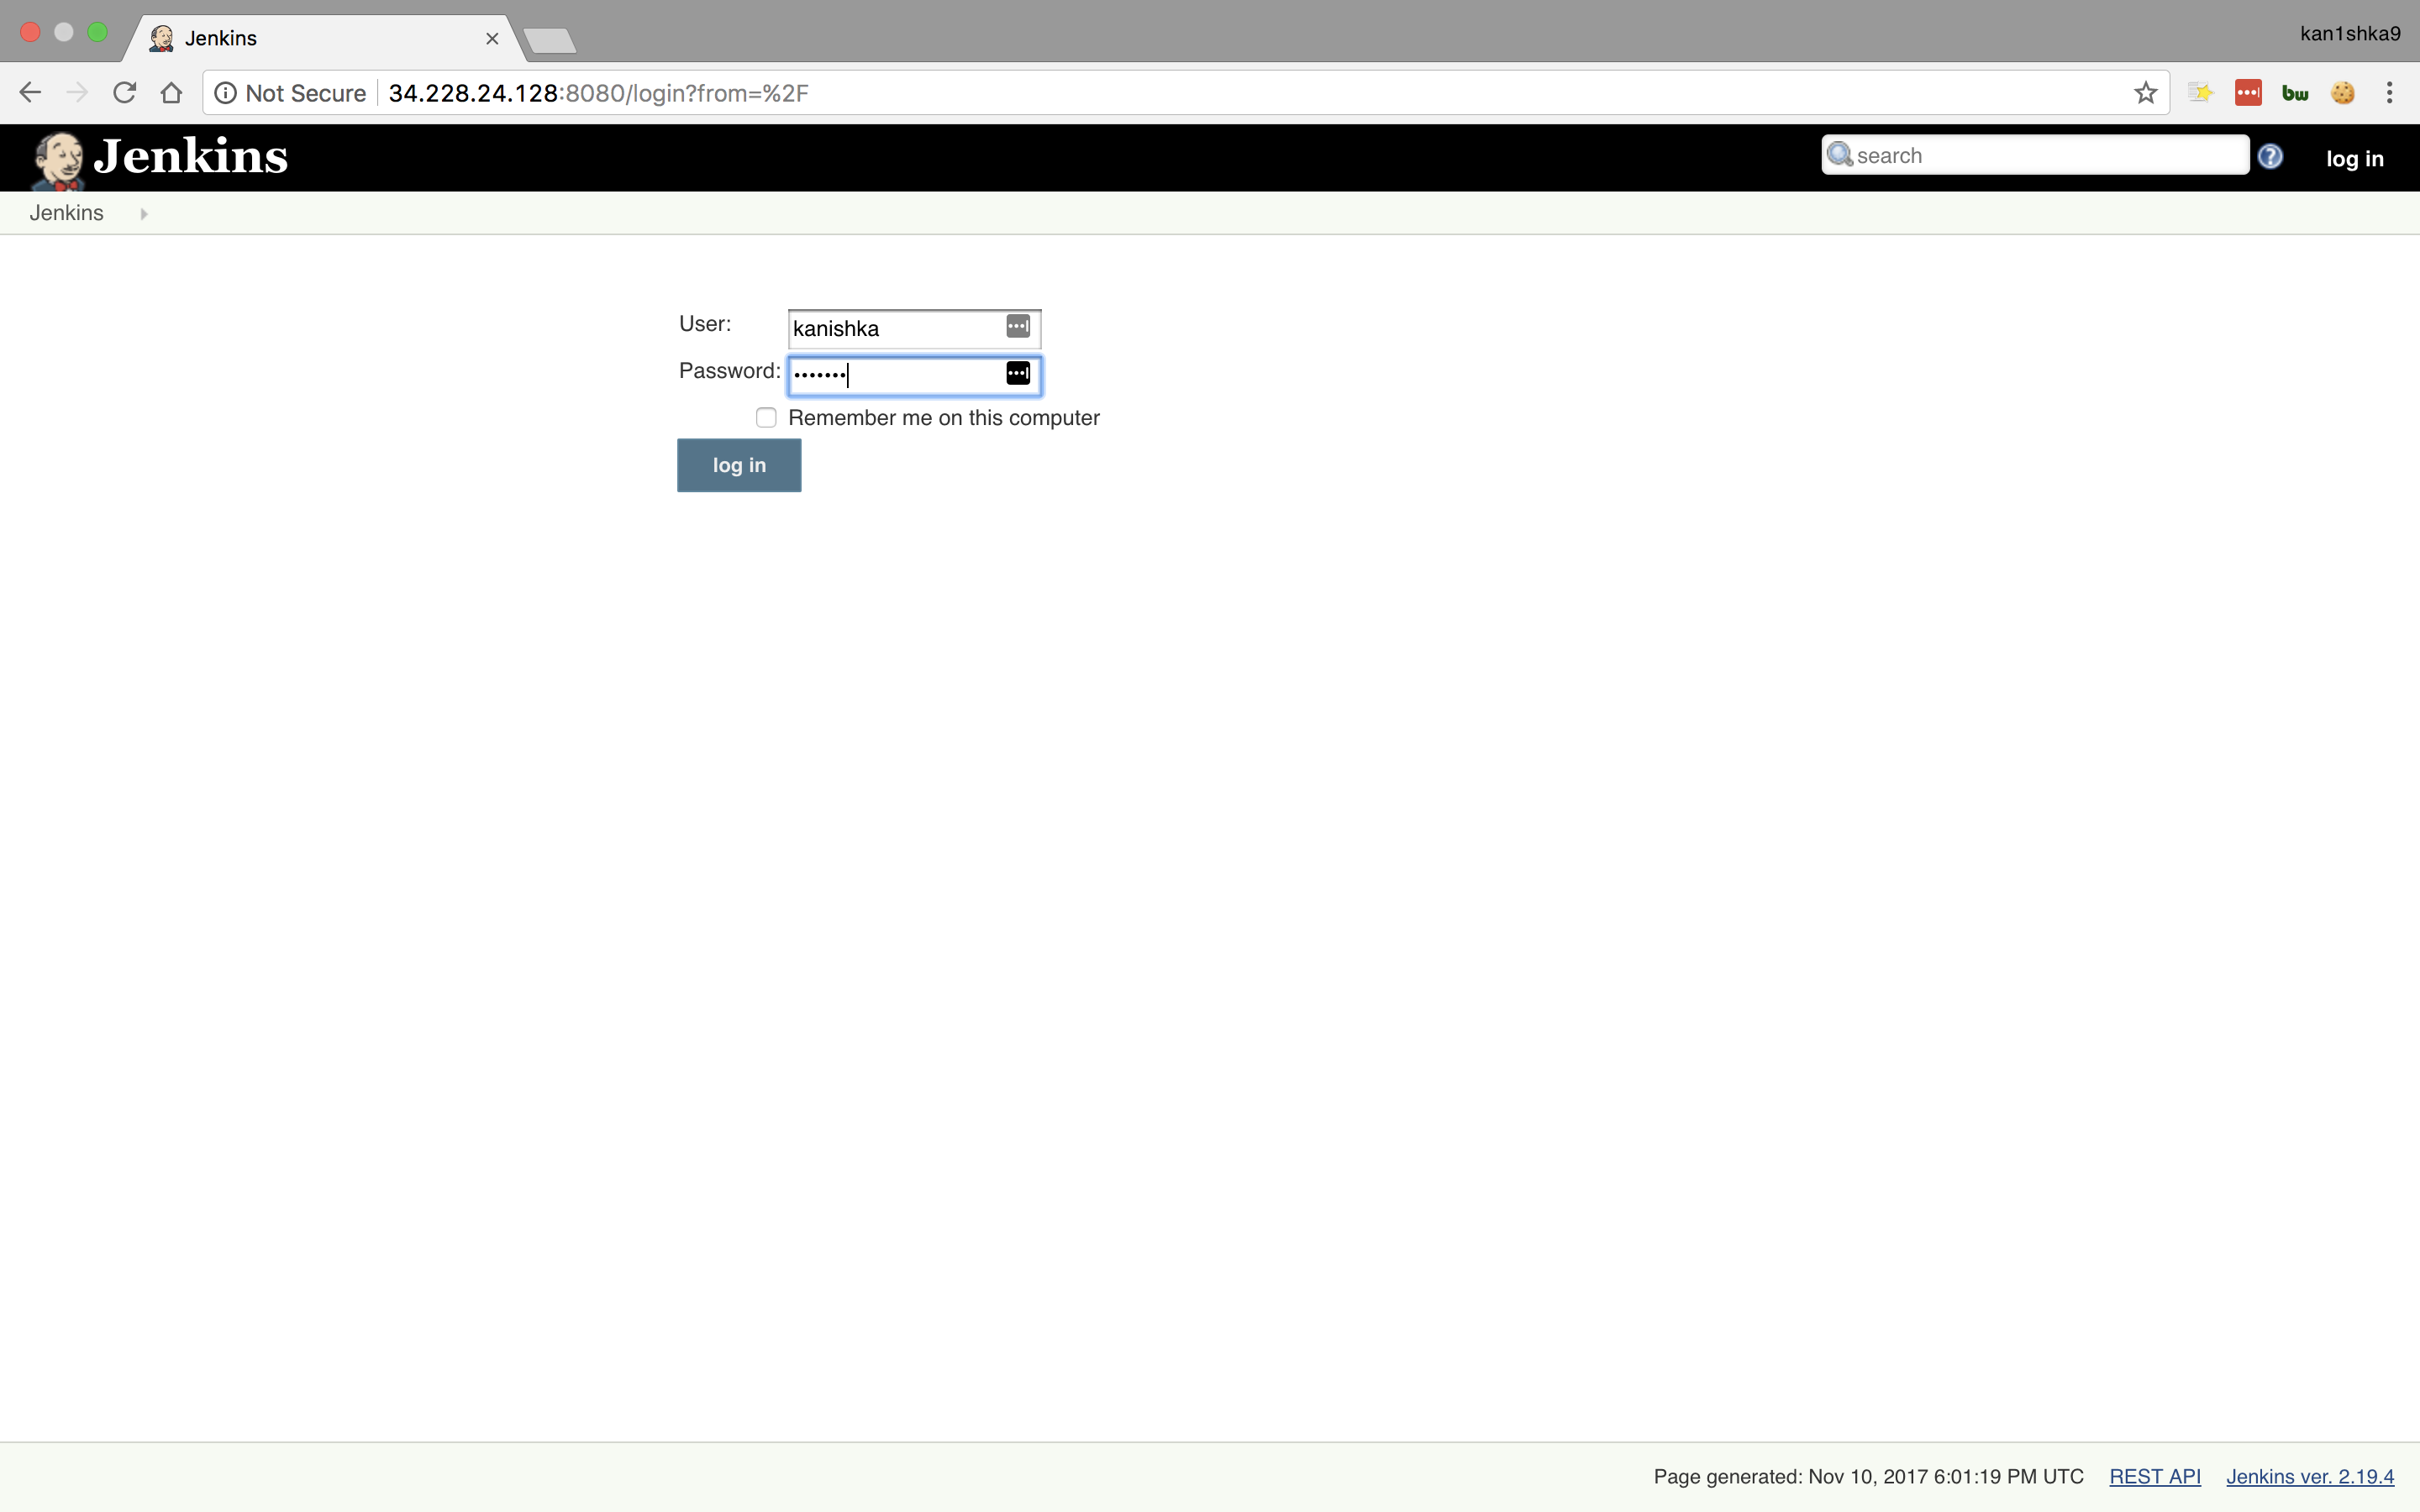 Jenkins
kan1shka9
Not Secure 34.228.24.128:8080/login?from=%2F
bw
Jenkins
search
log in
Jenkins
User: kanishka
Password: •••••••
Remember me on this computer
log in
Page generated: Nov 10, 2017 6:01:19 PM UTC REST API Jenkins ver. 2.19.4